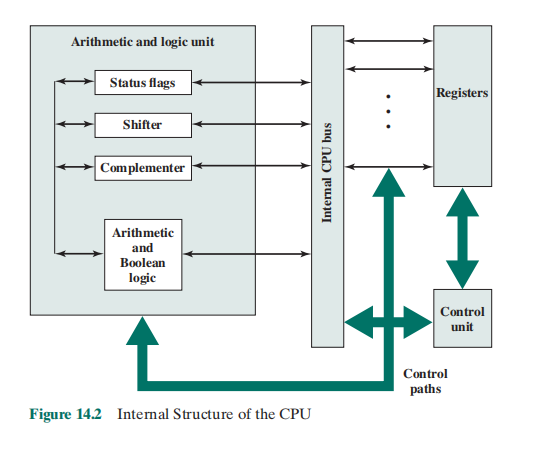 Arithmetic and logic unit
Status flags
Shifter
Complementer
Arithmetic
and
Boolean
logic
Internal CPU bus
Registers
Control
unit
Control
paths
Figure 14.2 Internal Structure of the CPU